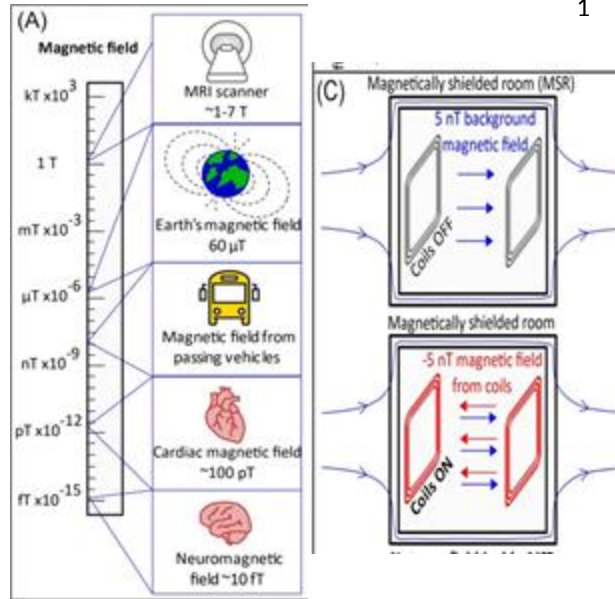 1
(A)
Magnetic field
kT x10³
1 T
mT x10⁻³
µT x10⁻⁶
nT x10⁻⁹
pT x10⁻¹²
fT x10⁻¹⁵
MRI scanner
~1-7 T
Earth's magnetic field
60 µT
Magnetic field from
passing vehicles
Cardiac magnetic field
~100 pT
Neuromagnetic
field ~10 fT
(C)
Magnetically shielded room (MSR)
5 nT background
magnetic field
Coils OFF
Magnetically shielded room
-5 nT magnetic field
from coils
Coils ON